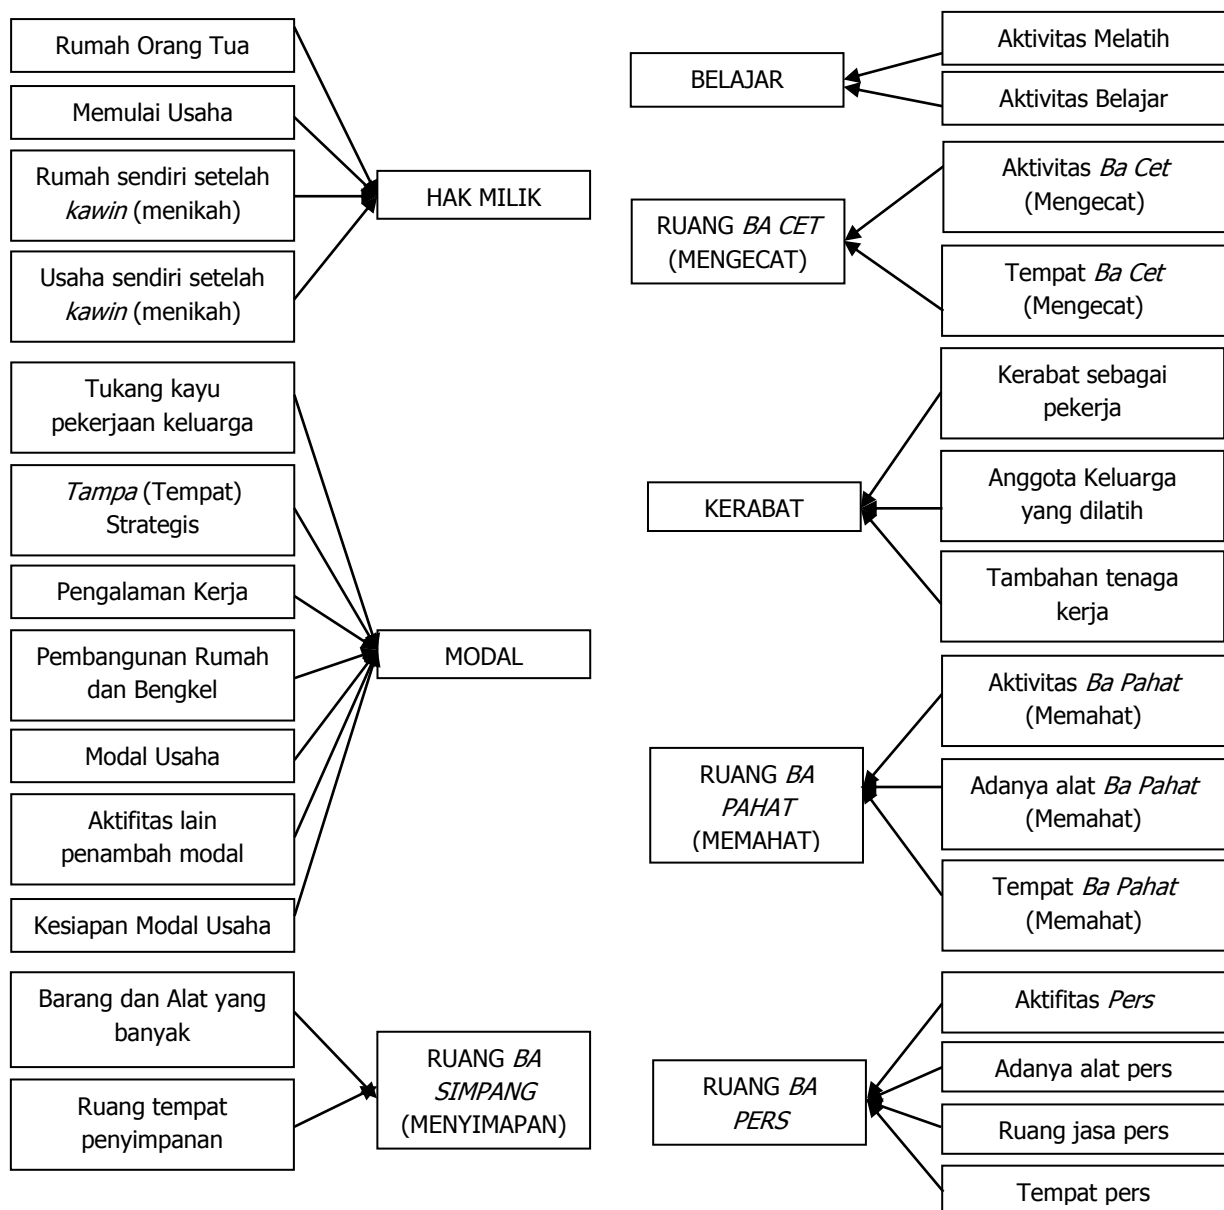 Rumah Orang Tua
Memulai Usaha
Rumah sendiri setelah
kawin (menikah)
Usaha sendiri setelah
kawin (menikah)
HAK MILIK
Tukang kayu
pekerjaan keluarga
Tampa (Tempat)
Strategis
Pengalaman Kerja
Pembangunan Rumah
dan Bengkel
Modal Usaha
Aktifitas lain
penambah modal
Kesiapan Modal Usaha
MODAL
Barang dan Alat yang
banyak
Ruang tempat
penyimpanan
RUANG BA
SIMPANG
(MENYIMAPAN)
BELAJAR
Aktivitas Melatih
Aktivitas Belajar
RUANG BA CET
(MENGECAT)
Aktivitas Ba Cet
(Mengecat)
Tempat Ba Cet
(Mengecat)
KERABAT
Kerabat sebagai
pekerja
Anggota Keluarga
yang dilatih
Tambahan tenaga
kerja
RUANG BA
PAHAT
(MEMAHAT)
Aktivitas Ba Pahat
(Memahat)
Adanya alat Ba Pahat
(Memahat)
Tempat Ba Pahat
(Memahat)
RUANG BA
PERS
Aktifitas Pers
Adanya alat pers
Ruang jasa pers
Tempat pers